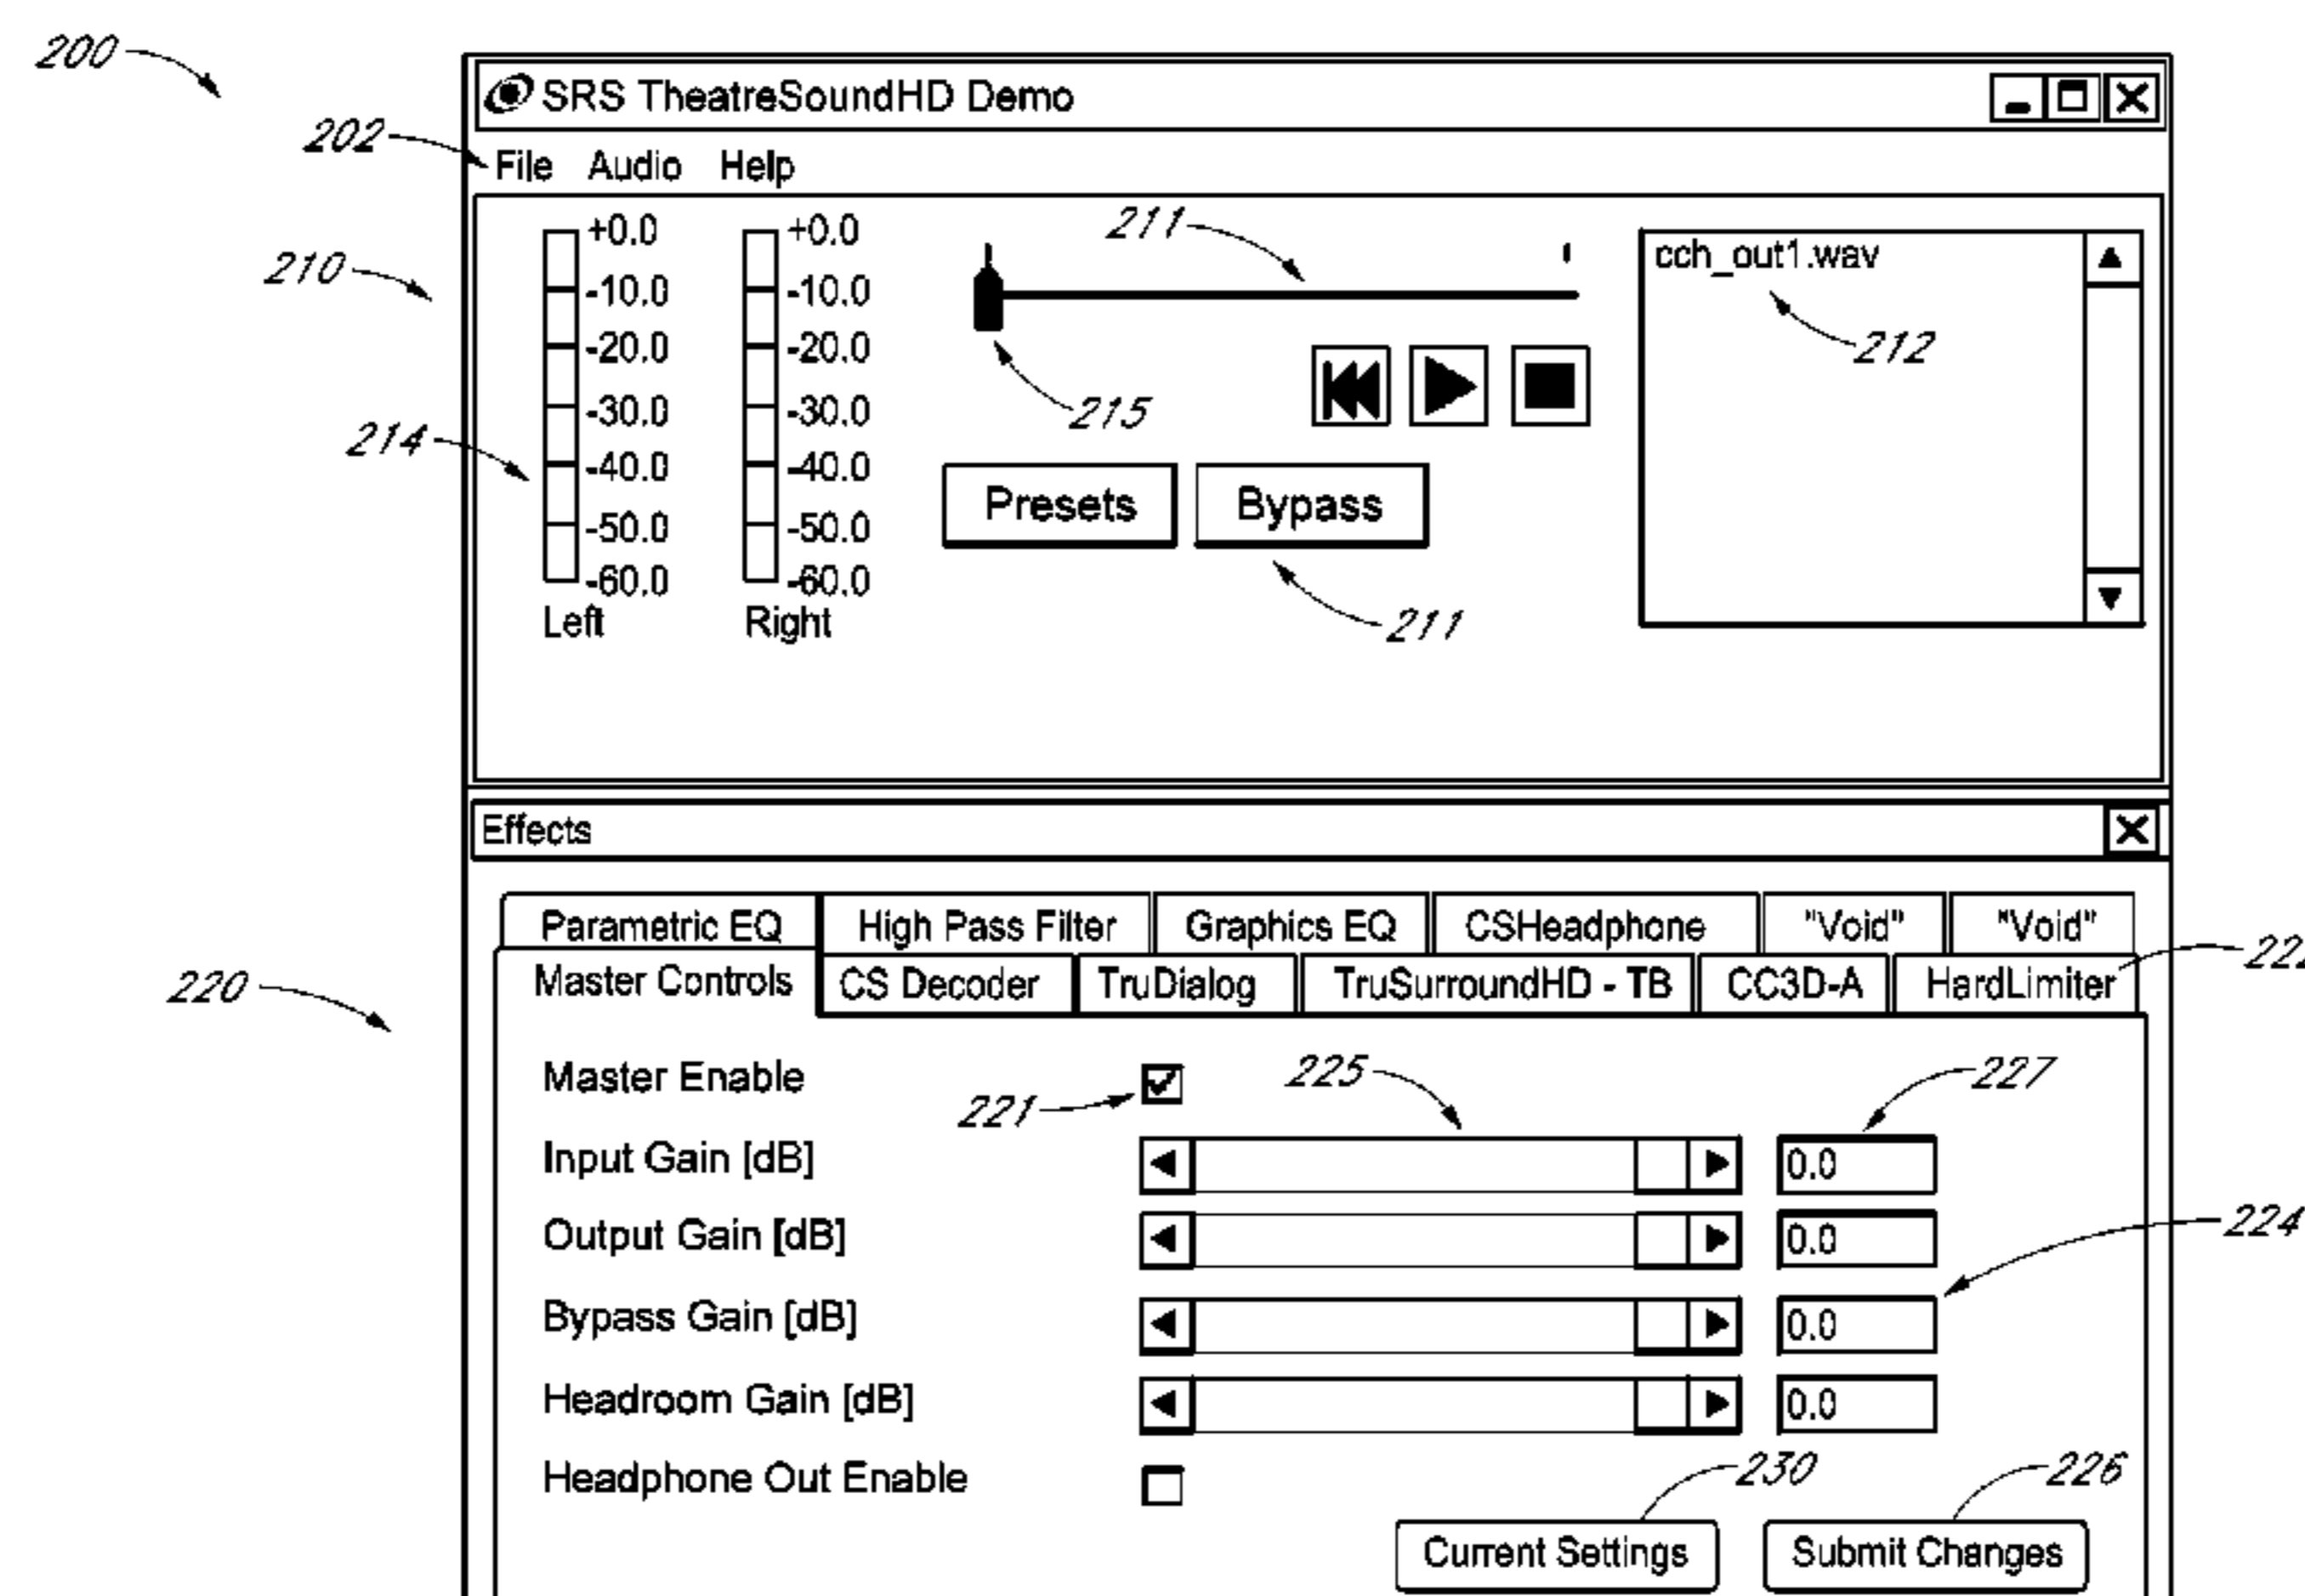 200
SRS TheatreSoundHD Demo
202
File Audio Help
210
+0.0 +0.0 211 cch_out1.wav
-10.0 -10.0
-20.0 -20.0 212
214 -30.0 -30.0 215
-40.0 -40.0
Presets Bypass
-50.0 -50.0
-60.0 -60.0
Left Right 211
Effects
Parametric EQ High Pass Filter Graphics EQ CSHeadphone "Void" "Void"
220 Master Controls CS Decoder TruDialog TruSurroundHD - TB CC3D-A HardLimiter
Master Enable 221 225 227
Input Gain [dB] 0.0
Output Gain [dB] 0.0 224
Bypass Gain [dB] 0.0
Headroom Gain [dB] 0.0
Headphone Out Enable 230 226
Current Settings Submit Changes